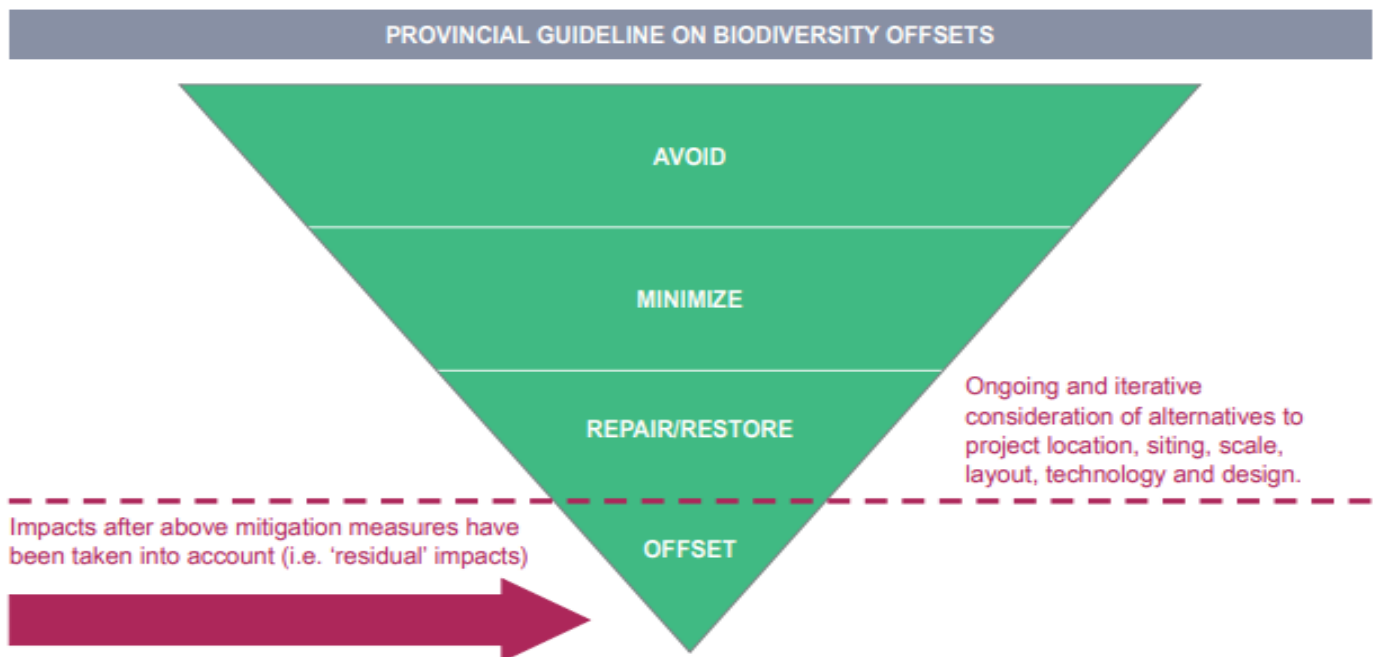 PROVINCIAL GUIDELINE ON BIODIVERSITY OFFSETS
AVOID
MINIMIZE
REPAIR/RESTORE
Ongoing and iterative
consideration of alternatives to
project location, siting, scale,
layout, technology and design.
Impacts after above mitigation measures have
been taken into account (i.e. ‘residual’ impacts)
OFFSET